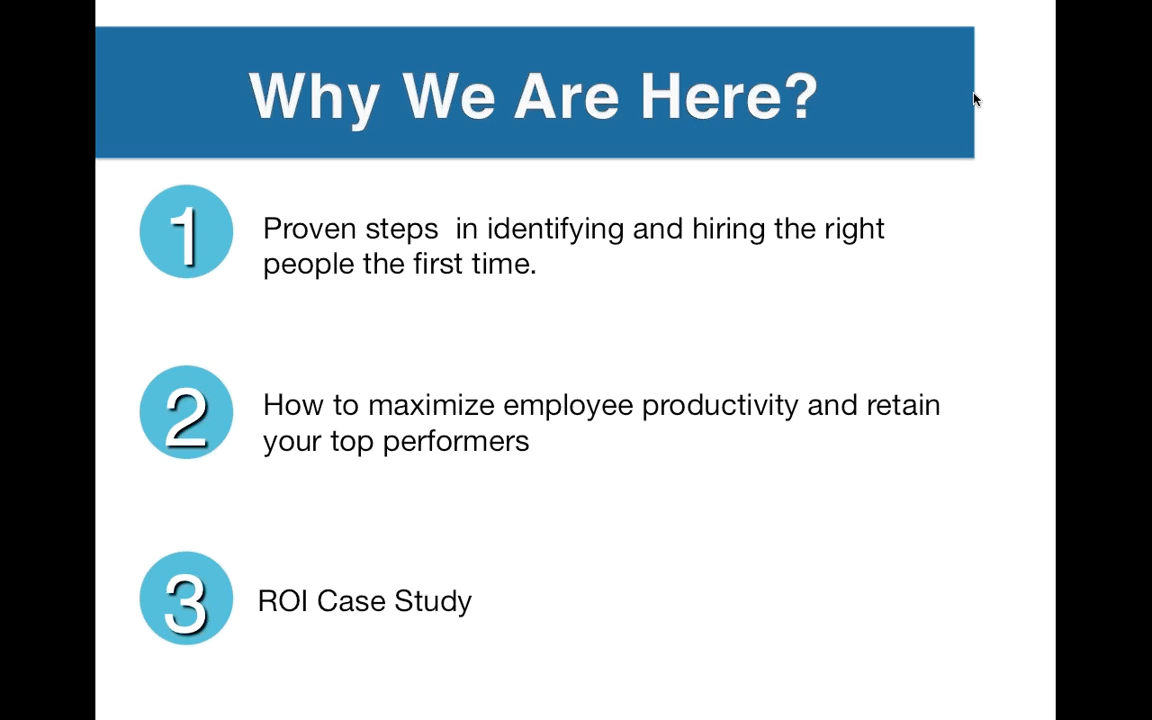 Why We Are Here?
1
Proven steps  in identifying and hiring the right
people the first time.
2
How to maximize employee productivity and retain
your top performers
3
ROI Case Study